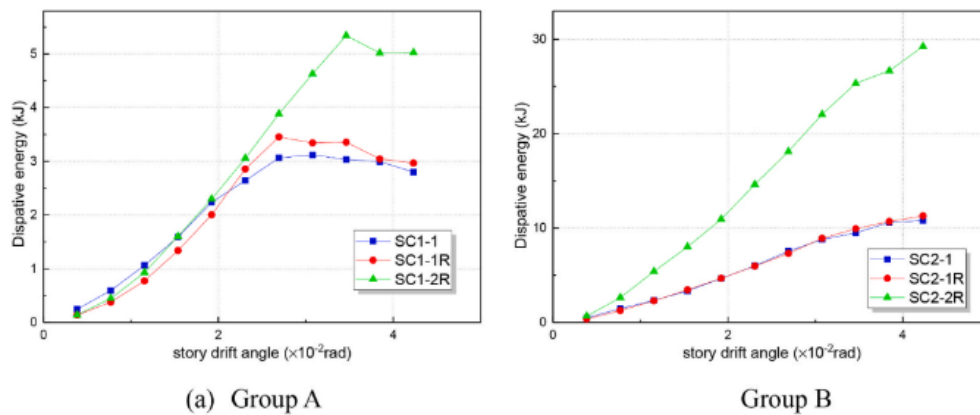 Dispative energy (kJ)
5
4
3
2
1
0
0
2
4
story drift angle (×10⁻²rad)
SC1-1
SC1-1R
SC1-2R
(a) Group A
Dispative energy (kJ)
30
20
10
0
0
2
4
story drift angle (×10⁻²rad)
SC2-1
SC2-1R
SC2-2R
Group B